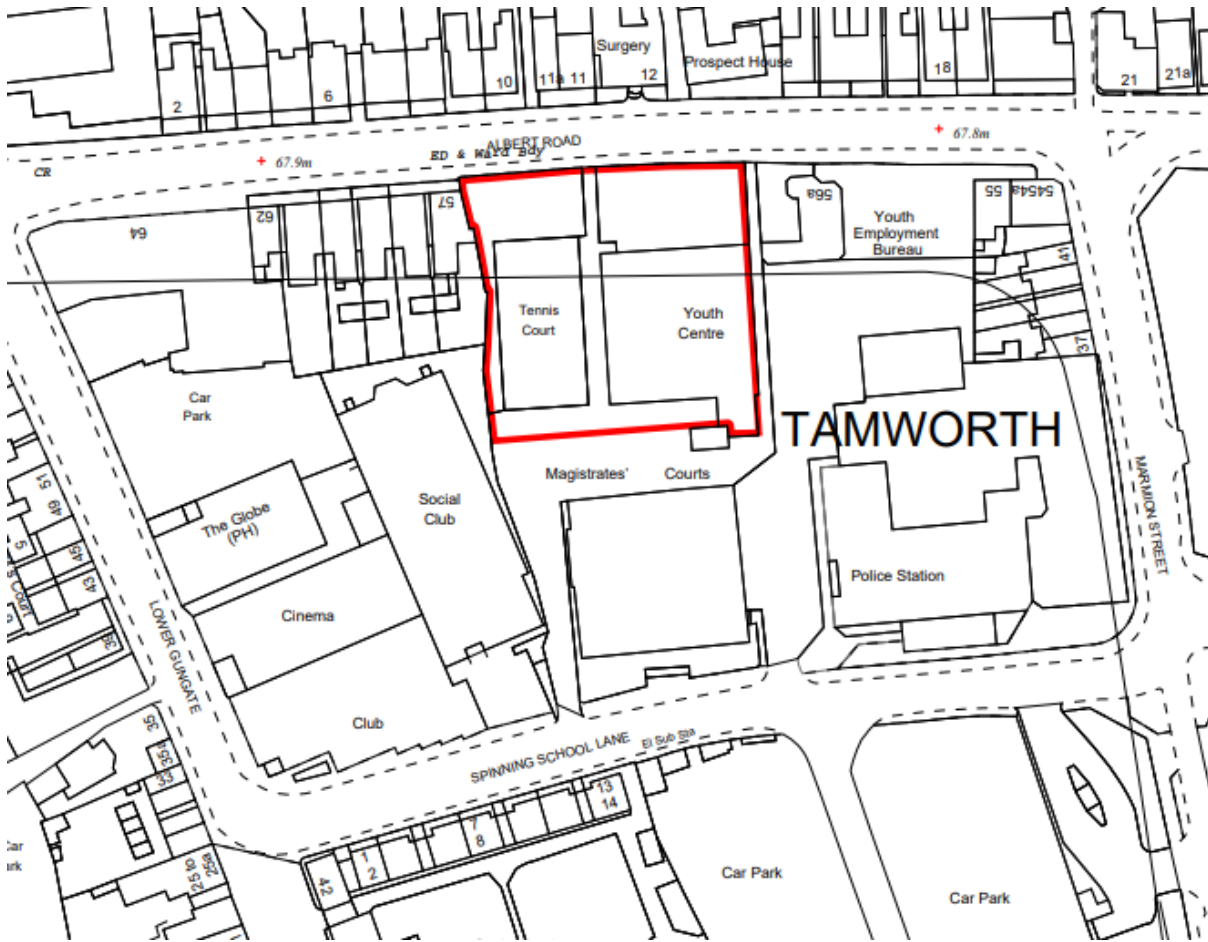 Surgery
Prospect House
2
6
10
11a 11
12
18
21
21a
ALBERT ROAD
67.9m
67.8m
ED & Ward Bdy
CR
62
57
64
56a
55
54 54a
Youth
Employment
Bureau
41
37
Tennis
Court
Youth
Centre
TAMWORTH
Car
Park
Magistrates' Courts
Social
Club
The Globe
(PH)
Cinema
Club
Police Station
MARMION STREET
LOWER GUNGATE
51
49
45
43
39
35
35a
33
25 to
25a
SPINNING SCHOOL LANE
El Sub Sta
13
14
7
8
1
2
42
Car Park
Car Park